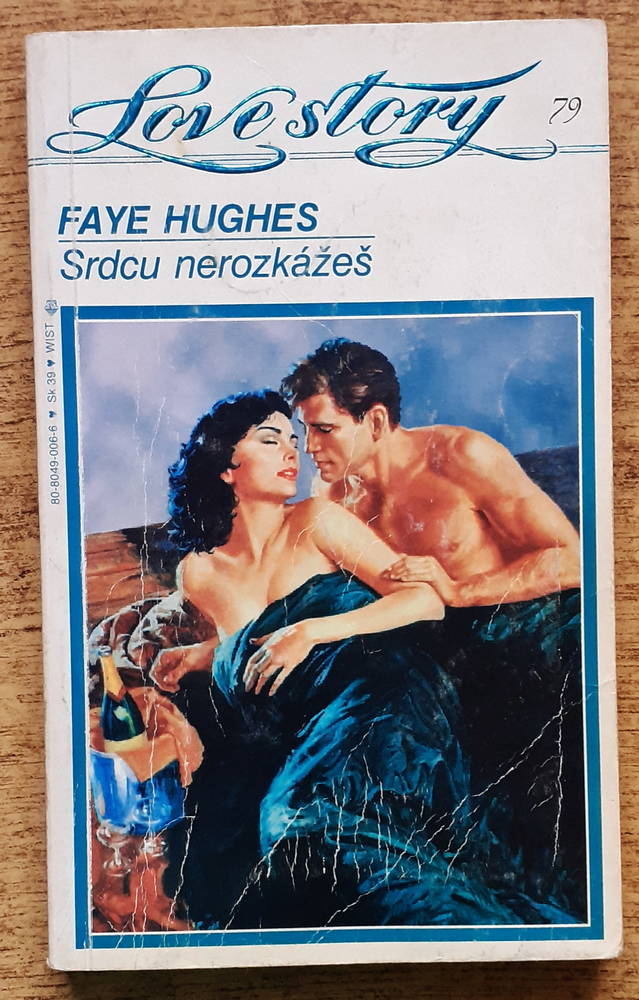 Love story 79
FAYE HUGHES
Srdcu nerozkážeš
80-8049-006-6 ♥ Sk 39 ♥ WIST